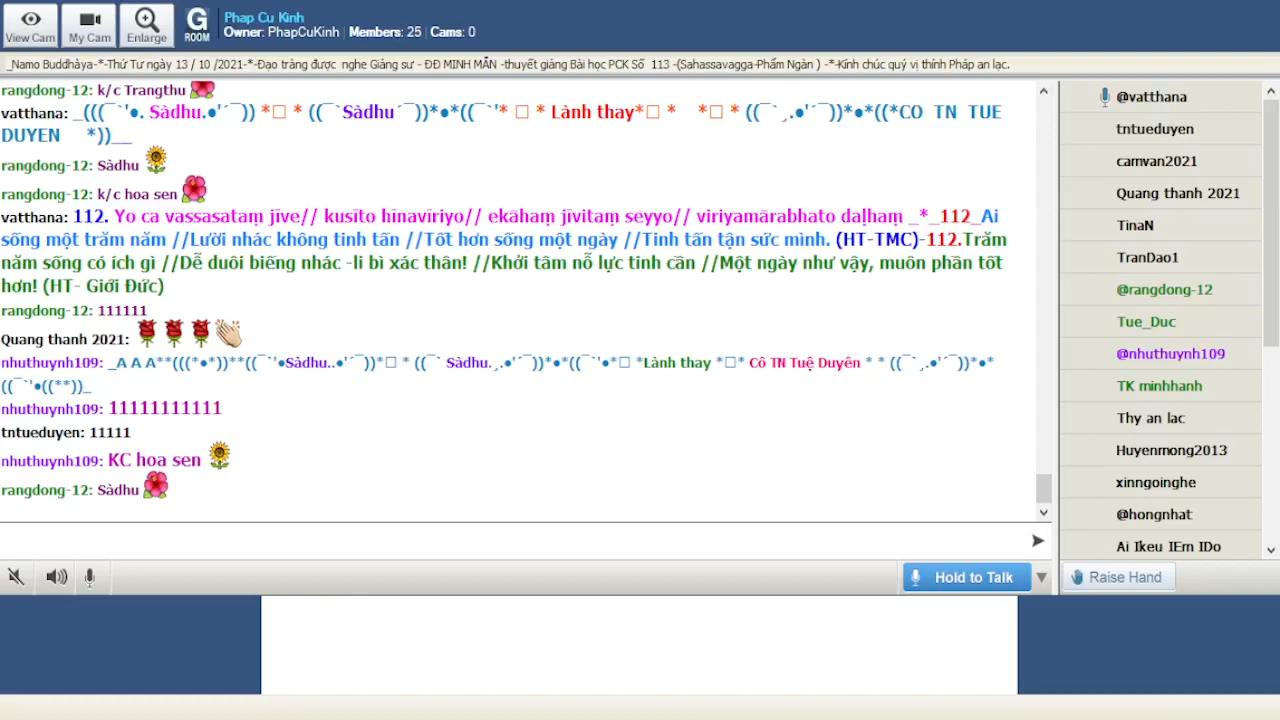 View Cam
My Cam
Enlarge
G
ROOM
Phap Cu Kinh
Owner: PhapCuKinh | Members: 25 | Cams: 0
_Namo Buddhàya-*-Thứ Tư ngày 13 / 10 /2021-*-Đạo tràng được nghe Giảng sư - ĐĐ MINH MẪN -thuyết giảng Bài học PCK Số 113 -(Sahassavagga-Phẩm Ngàn ) -*-Kính chúc quý vị thính Pháp an lạc.
rangdong-12: k/c Trangthu
vatthana: _(((¯`'•. Sàdhu.•'´¯)) *□ * ((¯`Sàdhu´¯))*•*((¯`'* □ * Lành thay*□ * *□ * ((¯¸.•'´¯))*•*((*CO TN TUE
DUYEN *))__
rangdong-12: Sàdhu
rangdong-12: k/c hoa sen
vatthana: 112. Yo ca vassasataṃ jīve// kusīto hīnavīriyo// ekāhaṃ jīvitaṃ seyyo// viriyamārabhato daḷhaṃ _*_112_Ai
sống một trăm năm //Lười nhác không tinh tấn //Tốt hơn sống một ngày //Tinh tấn tận sức mình. (HT-TMC)-112.Trăm
năm sống có ích gì //Dể duôi biếng nhác -li bì xác thân! //Khởi tâm nỗ lực tinh cần //Một ngày như vậy, muôn phần tốt
hơn! (HT- Giới Đức)
rangdong-12: 111111
Quang thanh 2021:
nhuthuynh109: _A A A**(((*•*))**((¯`'•Sàdhu..•'´¯))*□ * ((¯` Sàdhu.¸.•'´¯))*•*((¯`'•*□ *Lành thay *□* Cô TN Tuệ Duyên * * ((¯¸.•'´¯))*•*
((¯`'•((**))_
nhuthuynh109: 11111111111
tntueduyen: 11111
nhuthuynh109: KC hoa sen
rangdong-12: Sàdhu
Hold to Talk
@vatthana
tntueduyen
camvan2021
Quang thanh 2021
TinaN
TranDao1
@rangdong-12
Tue_Duc
@nhuthuynh109
TK minhhanh
Thy an lac
Huyenmong2013
xinngoinghe
@hongnhat
Ai Ikeu IEm IDo
Raise Hand